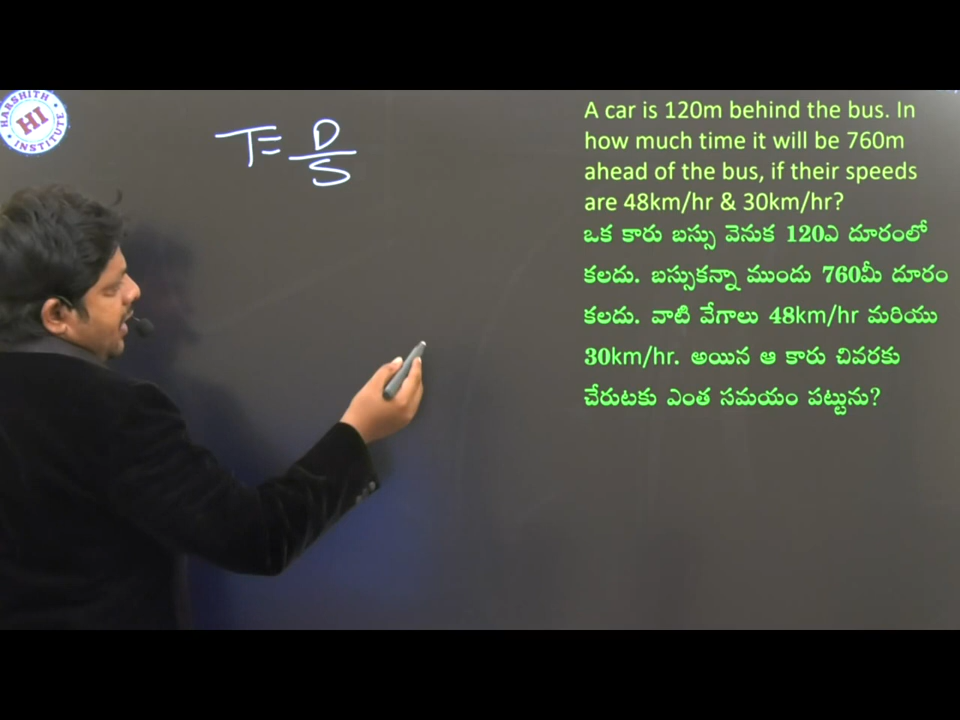 HARSHITH
HI
INSTITUTE
T = D
S
A car is 120m behind the bus. In
how much time it will be 760m
ahead of the bus, if their speeds
are 48km/hr & 30km/hr?
ఒక కారు బస్సు వెనుక 120ఎ దూరంలో
కలదు. బస్సుకన్నా ముందు 760మీ దూరం
కలదు. వాటి వేగాలు 48km/hr మరియు
30km/hr. అయిన ఆ కారు చివరకు
చేరుటకు ఎంత సమయం పట్టును?